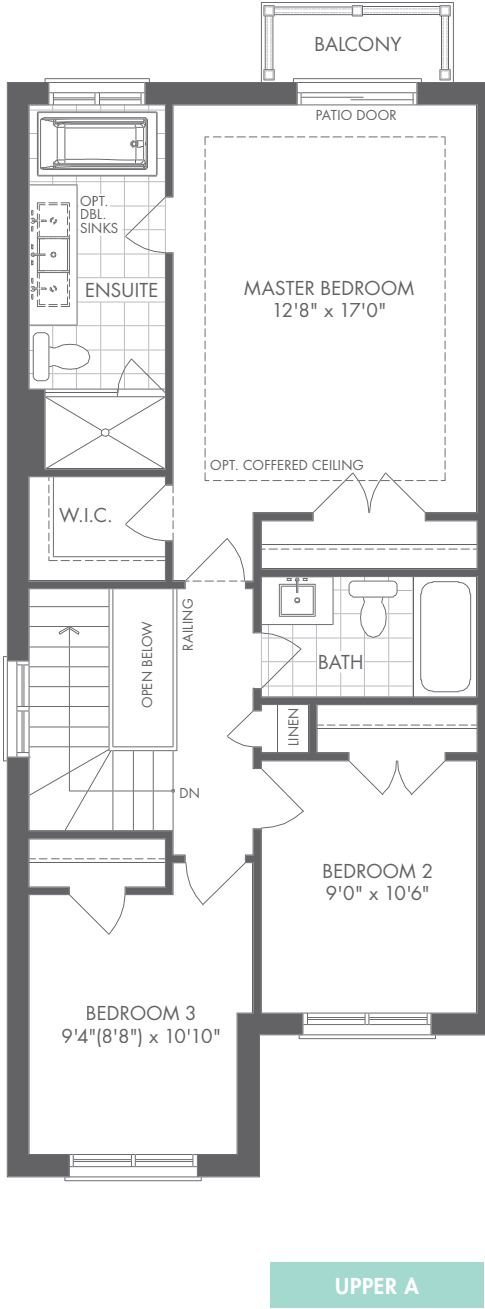 BALCONY
PATIO DOOR
OPT.
DBL.
SINKS
ENSUITE
MASTER BEDROOM
12'8" x 17'0"
OPT. COFFERED CEILING
W.I.C.
RAILING
OPEN BELOW
BATH
LINEN
DN
BEDROOM 2
9'0" x 10'6"
BEDROOM 3
9'4"(8'8") x 10'10"
UPPER A